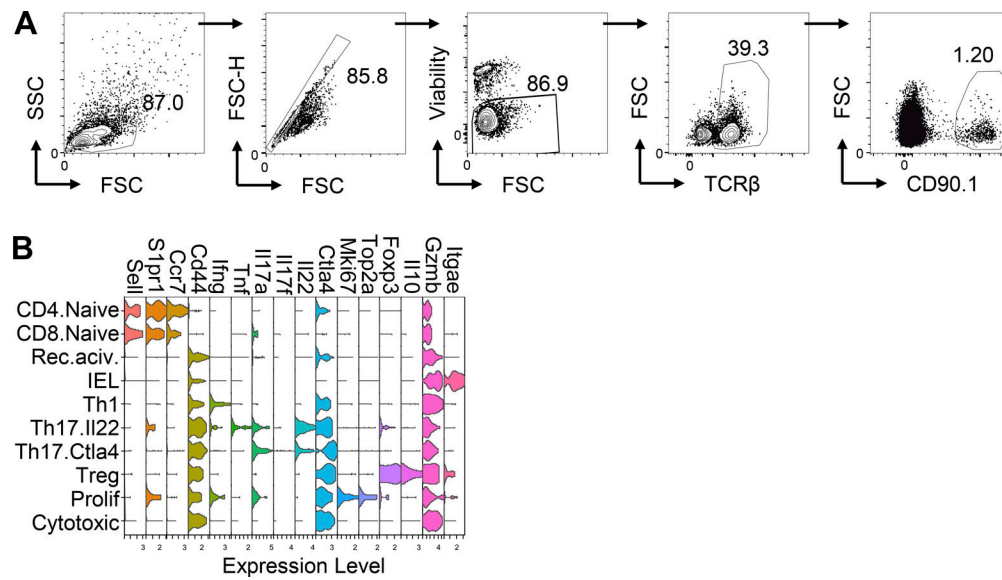 A
SSC
87.0
0
FSC
FSC-H
85.8
0
FSC
Viability
86.9
0
FSC
FSC
39.3
0
0
TCRβ
FSC
1.20
0
0
CD90.1
B
Sell S1pr1 Ccr7 Cd44 Ifng Tnf Il17a Il17f Il22 Ctla4 Mki67 Top2a Foxp3 Il10 Gzmb Itgae
CD4.Naive
CD8.Naive
Rec.aciv.
IEL
Th1
Th17.Il22
Th17.Ctla4
Treg
Prolif
Cytotoxic
3 2 3 2 3 2 5 4 4 3 2 2 2 3 4 2
Expression Level